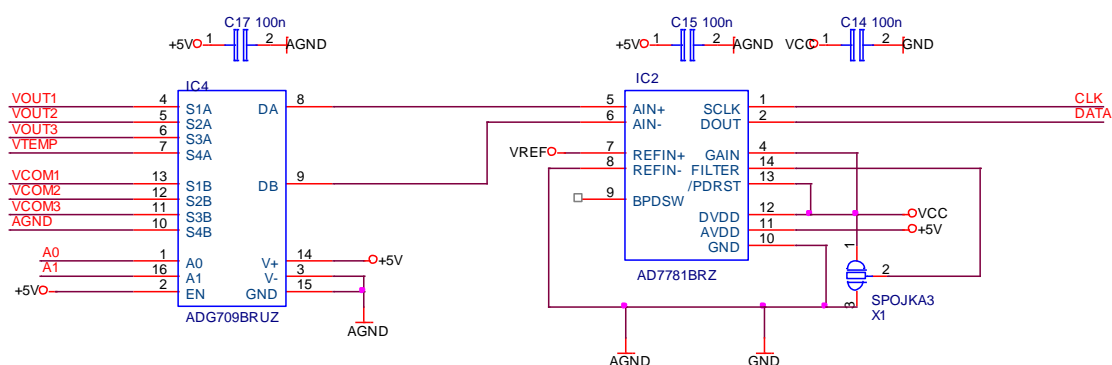 C17 100n
+5V 1 2 AGND
C15 100n
+5V 1 2 AGND
C14 100n
VCC 1 2 GND
IC4
VOUT1 4 S1A DA 8
VOUT2 5 S2A
VOUT3 6 S3A
VTEMP 7 S4A
VCOM1 13 S1B DB 9
VCOM2 12 S2B
VCOM3 11 S3B
AGND 10 S4B
A0 1 A0 V+ 14 +5V
A1 16 A1 V- 3
+5V 2 EN GND 15
ADG709BRUZ
AGND
IC2
5 AIN+ SCLK 1 CLK
6 AIN- DOUT 2 DATA
VREF 7 REFIN+ GAIN 4
8 REFIN- FILTER 14
/PDRST 13
9 BPDSW
DVDD 12 VCC
AVDD 11 +5V
GND 10
AD7781BRZ
1
2
3
SPOJKA3
X1
AGND
GND